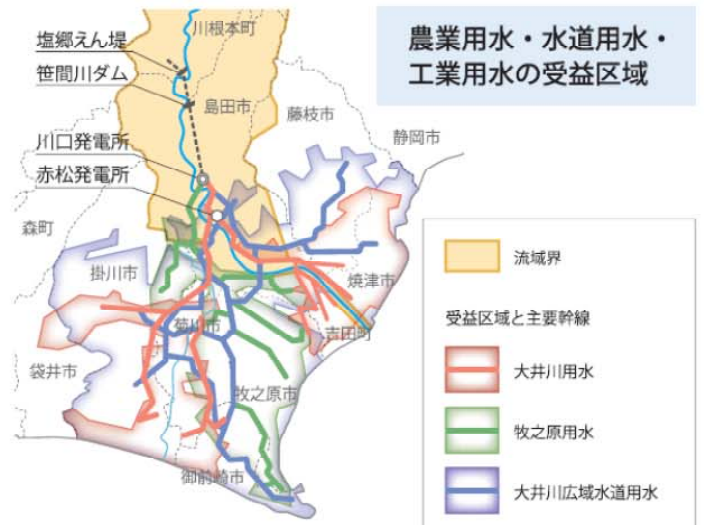 農業用水・水道用水・
工業用水の受益区域
塩郷えん堤
笹間川ダム
川口発電所
赤松発電所
川根本町
島田市
藤枝市
静岡市
森町
掛川市
焼津市
菊川市
吉田町
袋井市
牧之原市
御前崎市
流域界
受益区域と主要幹線
大井川用水
牧之原用水
大井川広域水道用水